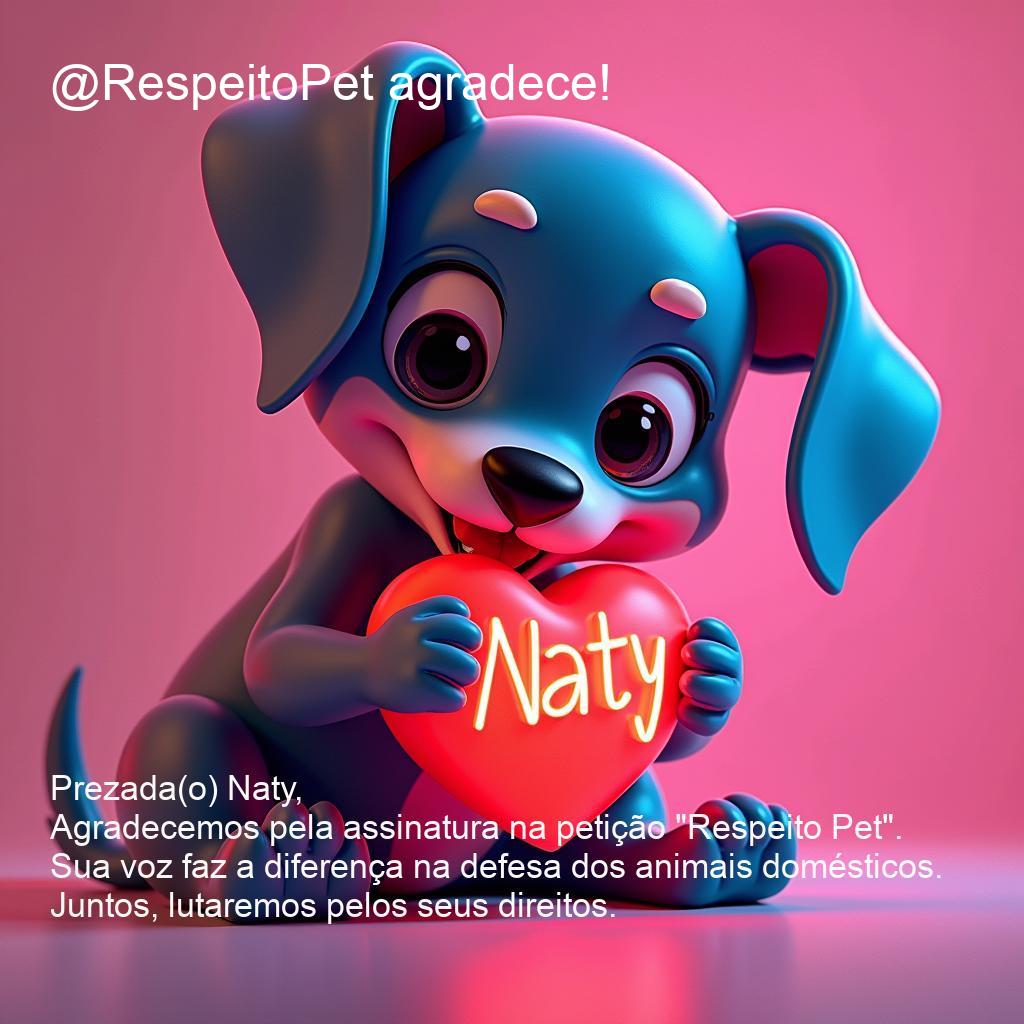 @RespeitoPet agradece!
Naty
Prezada(o) Naty,
Agradecemos pela assinatura na petição "Respeito Pet".
Sua voz faz a diferença na defesa dos animais domésticos.
Juntos, lutaremos pelos seus direitos.